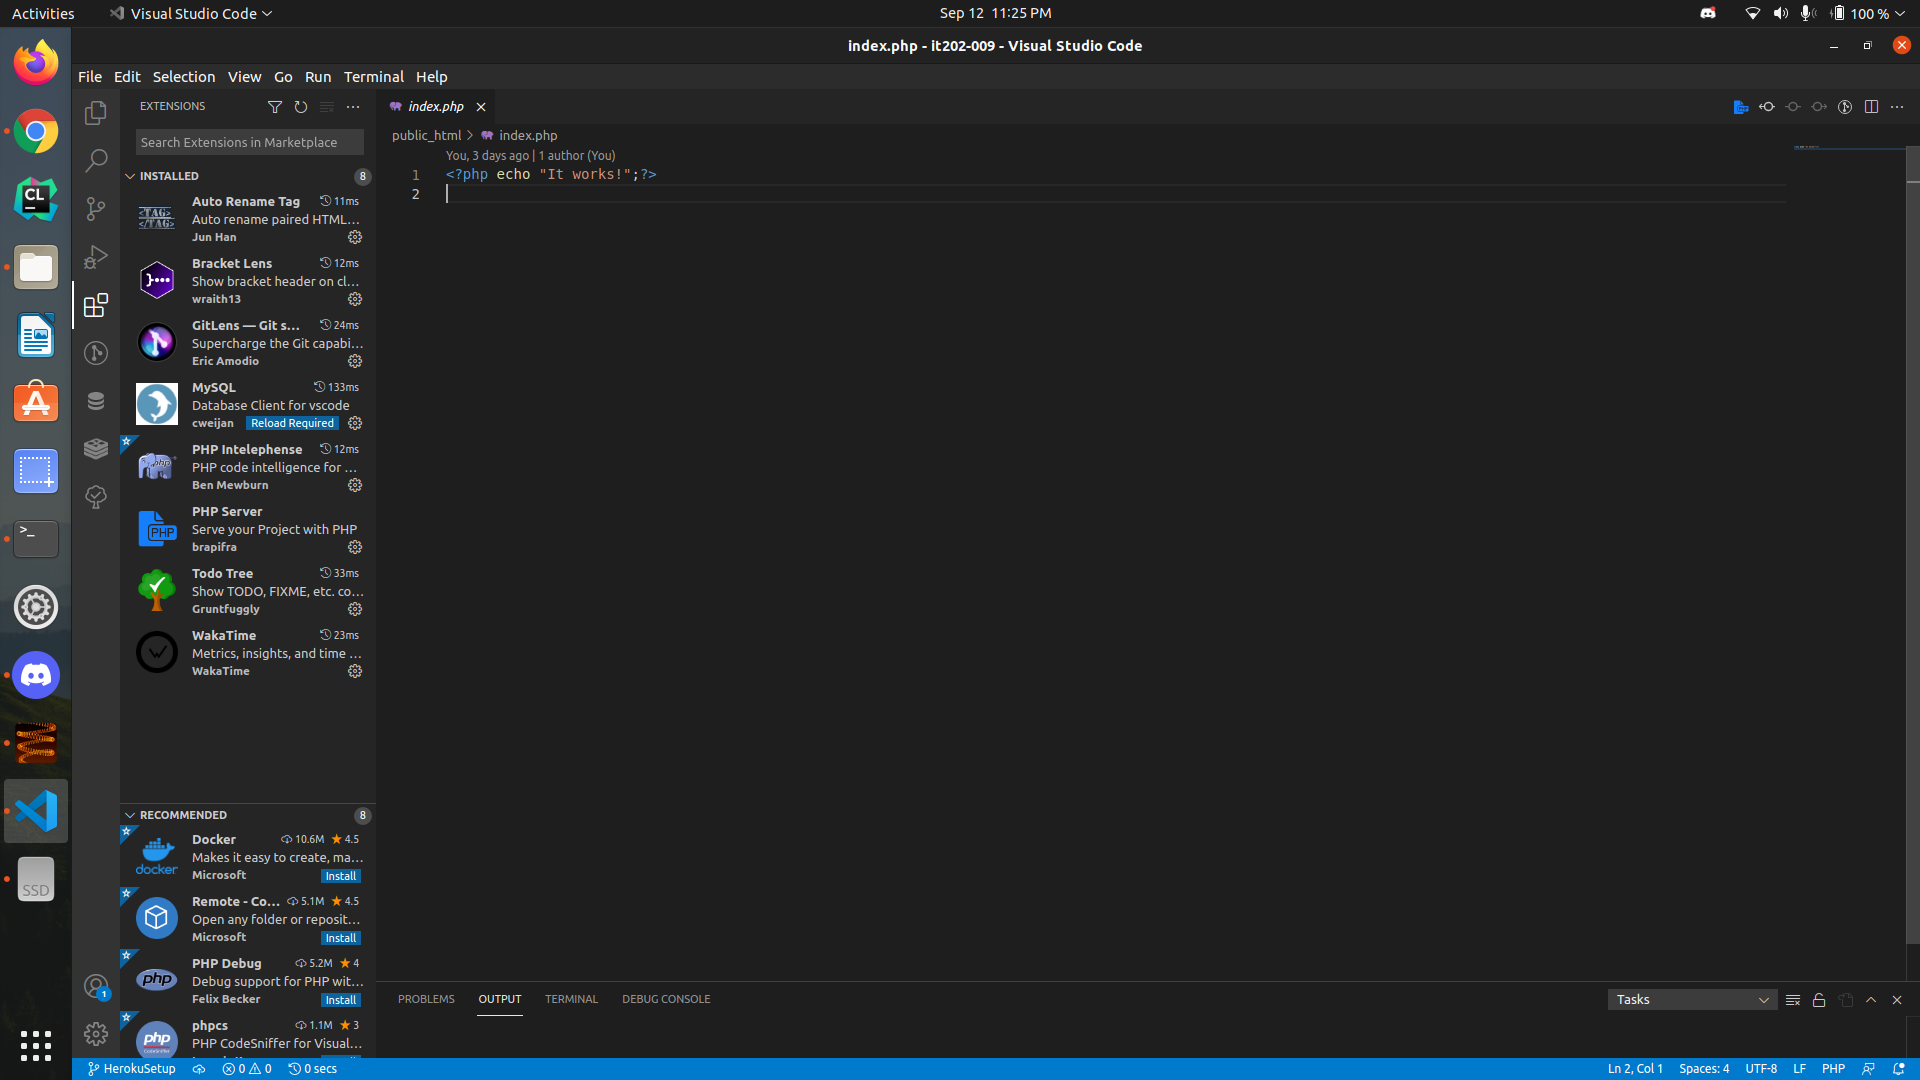 Activities
Visual Studio Code
Sep 12 11:25 PM
100 %
index.php - it202-009 - Visual Studio Code
File Edit Selection View Go Run Terminal Help
EXTENSIONS
Search Extensions in Marketplace
INSTALLED 8
Auto Rename Tag 11ms
Auto rename paired HTML...
Jun Han
Bracket Lens 12ms
Show bracket header on cl...
wraith13
GitLens — Git s... 24ms
Supercharge the Git capabi...
Eric Amodio
MySQL 133ms
Database Client for vscode
cweijan Reload Required
PHP Intelephense 12ms
PHP code intelligence for ...
Ben Mewburn
PHP Server
Serve your Project with PHP
brapifra
Todo Tree 33ms
Show TODO, FIXME, etc. co...
Gruntfuggly
WakaTime 23ms
Metrics, insights, and time ...
WakaTime
RECOMMENDED 8
Docker 10.6M 4.5
Makes it easy to create, ma...
Microsoft Install
Remote - Co... 5.1M 4.5
Open any folder or reposit...
Microsoft Install
PHP Debug 5.2M 4
Debug support for PHP wit...
Felix Becker Install
phpcs 1.1M 3
PHP CodeSniffer for Visual...
index.php
public_html > index.php
You, 3 days ago | 1 author (You)
1 <?php echo "It works!";?>
2
PROBLEMS OUTPUT TERMINAL DEBUG CONSOLE
Tasks
HerokuSetup 0 0 0 secs
Ln 2, Col 1 Spaces: 4 UTF-8 LF PHP
CL
SSD
<TAG>
</TAG>
PHP
docker
php
php
1